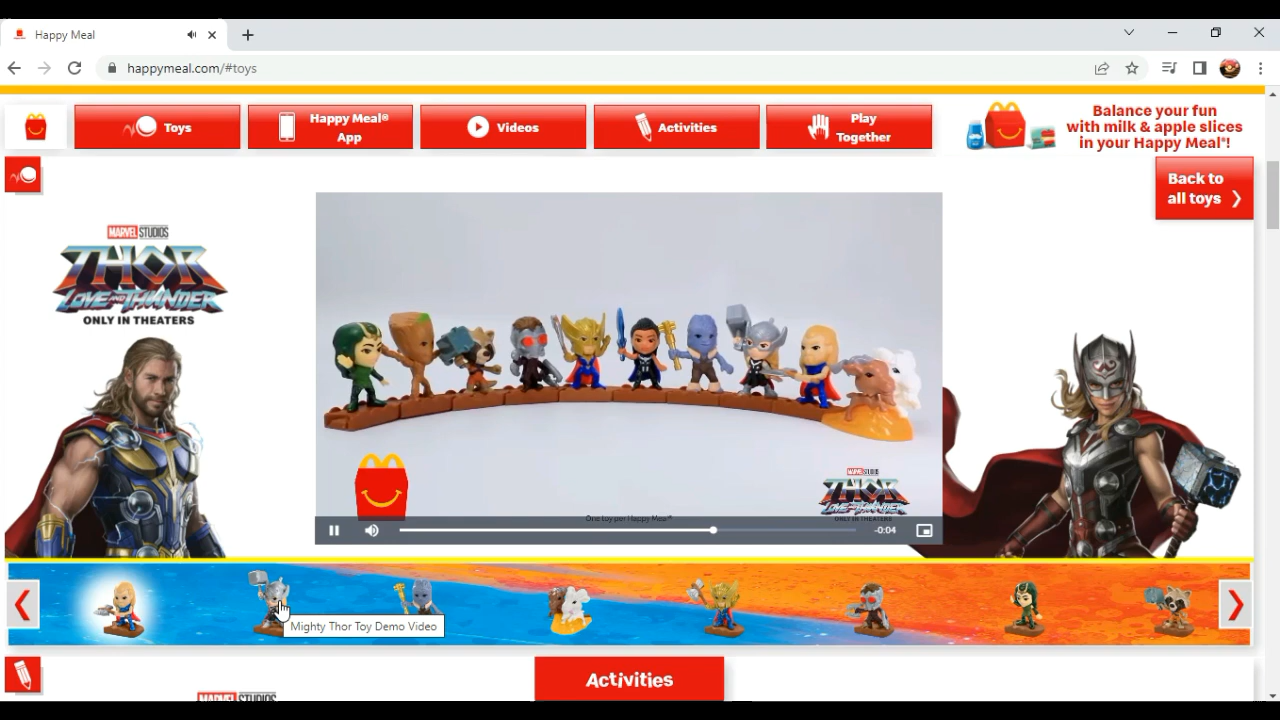 Happy Meal
happymeal.com/#toys
Toys
Happy Meal®
App
Videos
Activities
Play
Together
Balance your fun
with milk & apple slices
in your Happy Meal®!
Back to
all toys
MARVEL STUDIOS
THOR
LOVE AND THUNDER
ONLY IN THEATERS
MARVEL STUDIO
THOR
LOVE AND THUNDER
ONLY IN THEATERS
One toy per Happy Meal®
-0:04
Mighty Thor Toy Demo Video
Activities
MARVEL STUDIOS